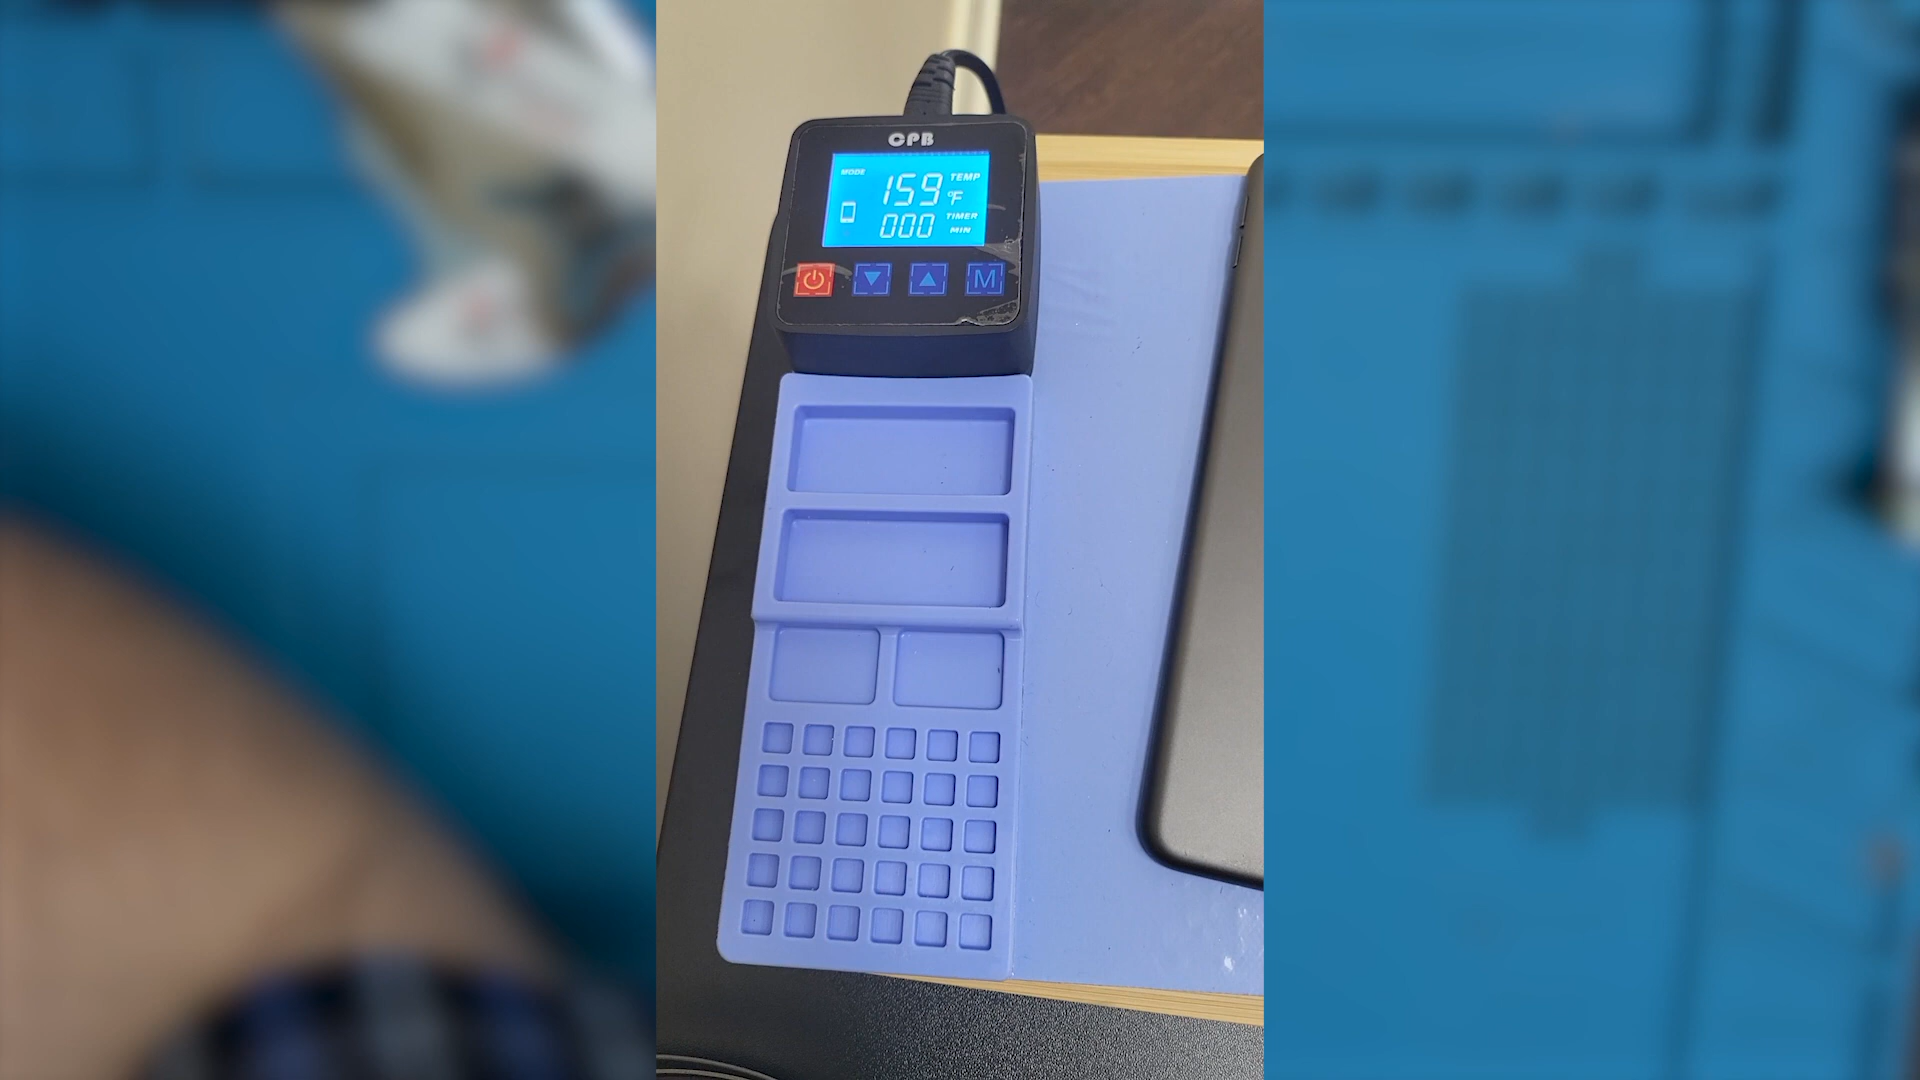 CPB
MODE 159 TEMP
°F
000 TIMER
MIN
M